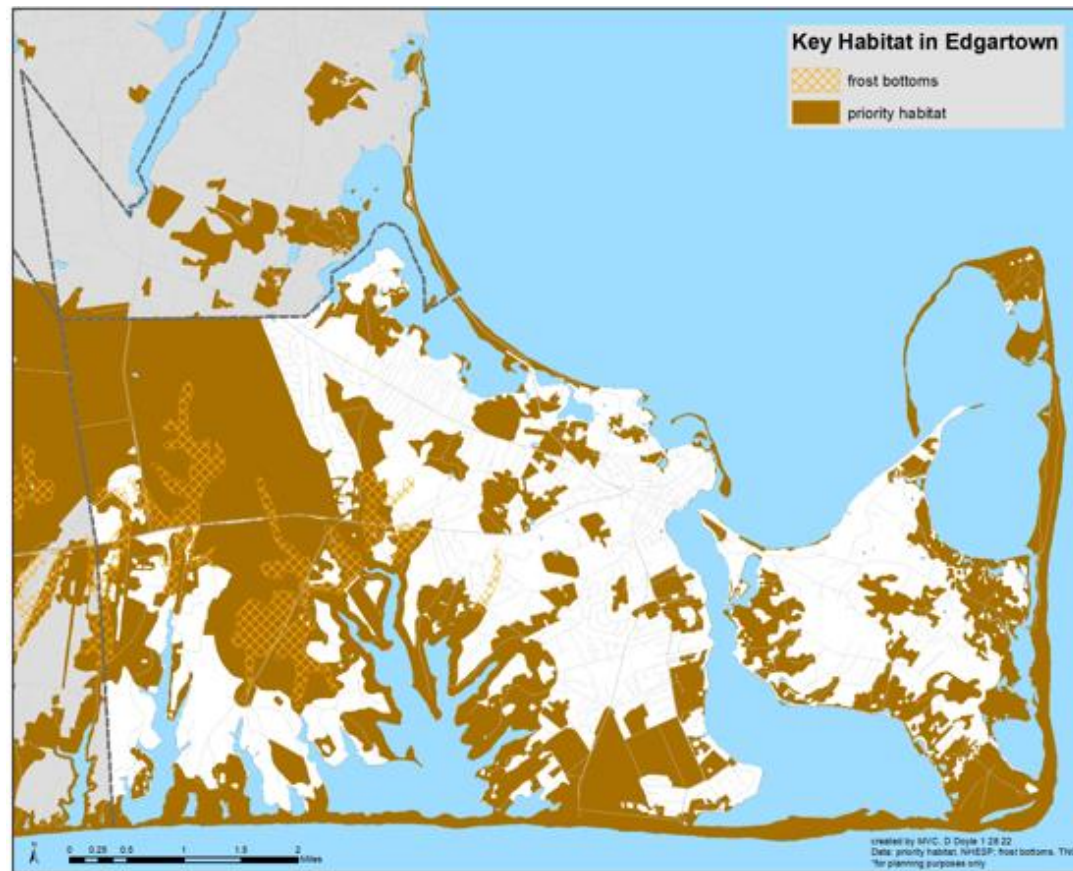 Key Habitat in Edgartown
frost bottoms
priority habitat
N
0 0.25 0.5 1 1.5 2
Miles
created by MVC, D Doyle 1 28 22
Data: priority habitat, NHESP; frost bottoms, TN
*for planning purposes only